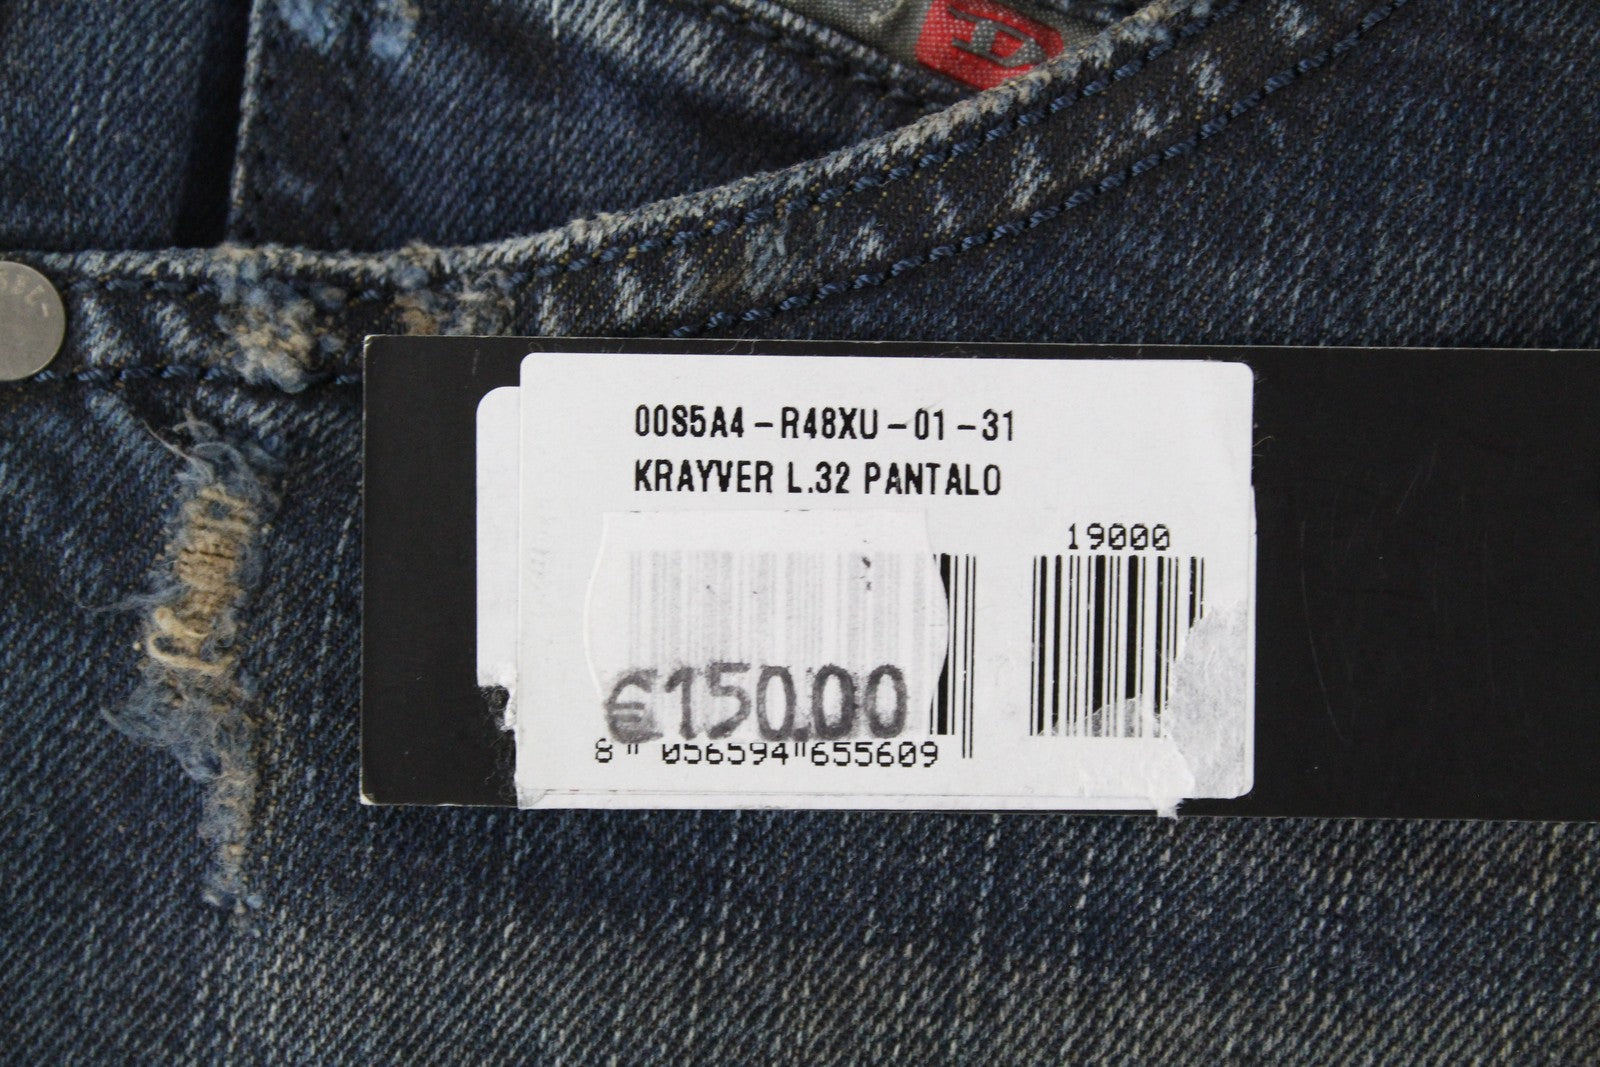 00S5A4-R48XU-01-31
KRAYVER L.32 PANTALO
19000
€150.00
8 "056594"655609